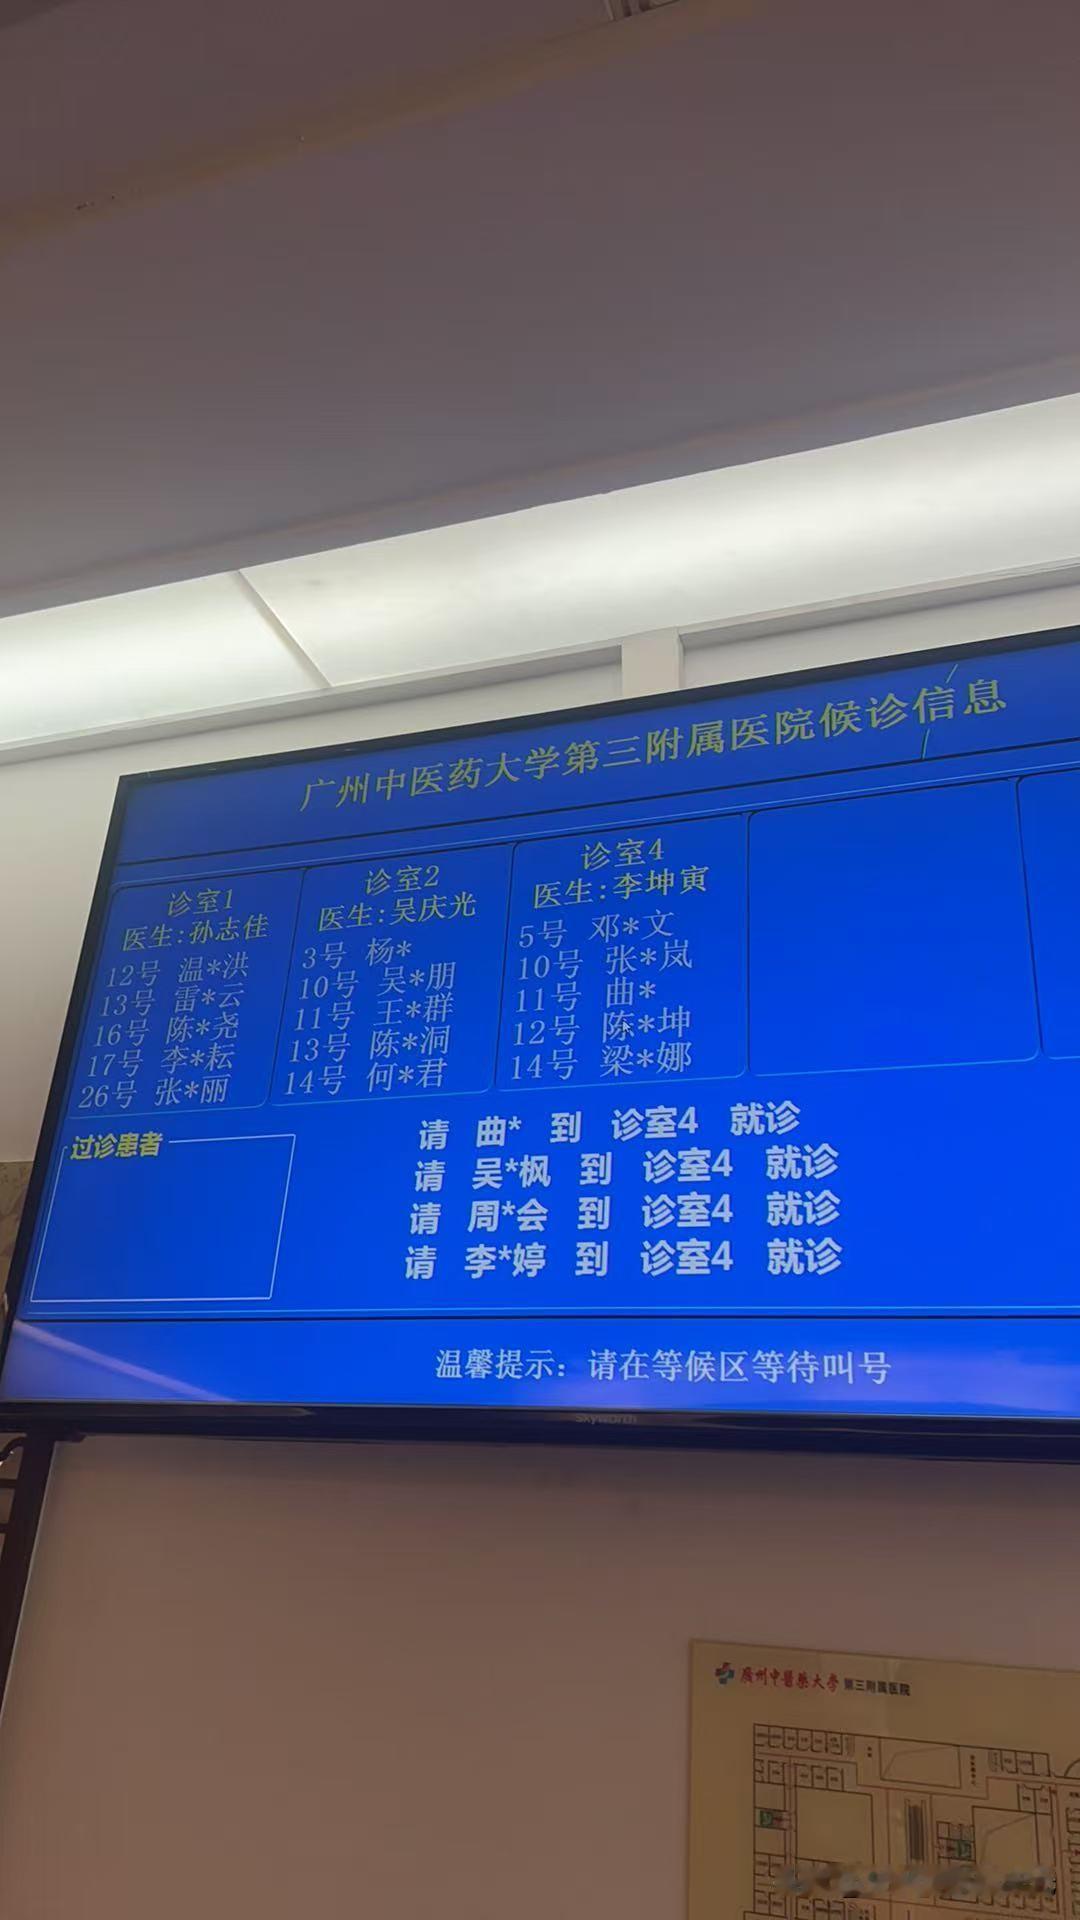 广州中医药大学第三附属医院候诊信息
诊室1
医生:孙志佳
12号 温*洪
13号 雷*云
16号 陈*尧
17号 李*耘
26号 张*丽
诊室2
医生:吴庆光
3号 杨*
10号 吴*朋
11号 王*群
13号 陈*洞
14号 何*君
诊室4
医生:李坤寅
5号 邓*文
10号 张*岚
11号 曲*
12号 陈*坤
14号 梁*娜
过诊患者
请 曲* 到 诊室4 就诊
请 吴*枫 到 诊室4 就诊
请 周*会 到 诊室4 就诊
请 李*婷 到 诊室4 就诊
温馨提示：请在等候区等待叫号
Skyworth
廣州中醫藥大學 第三附属医院